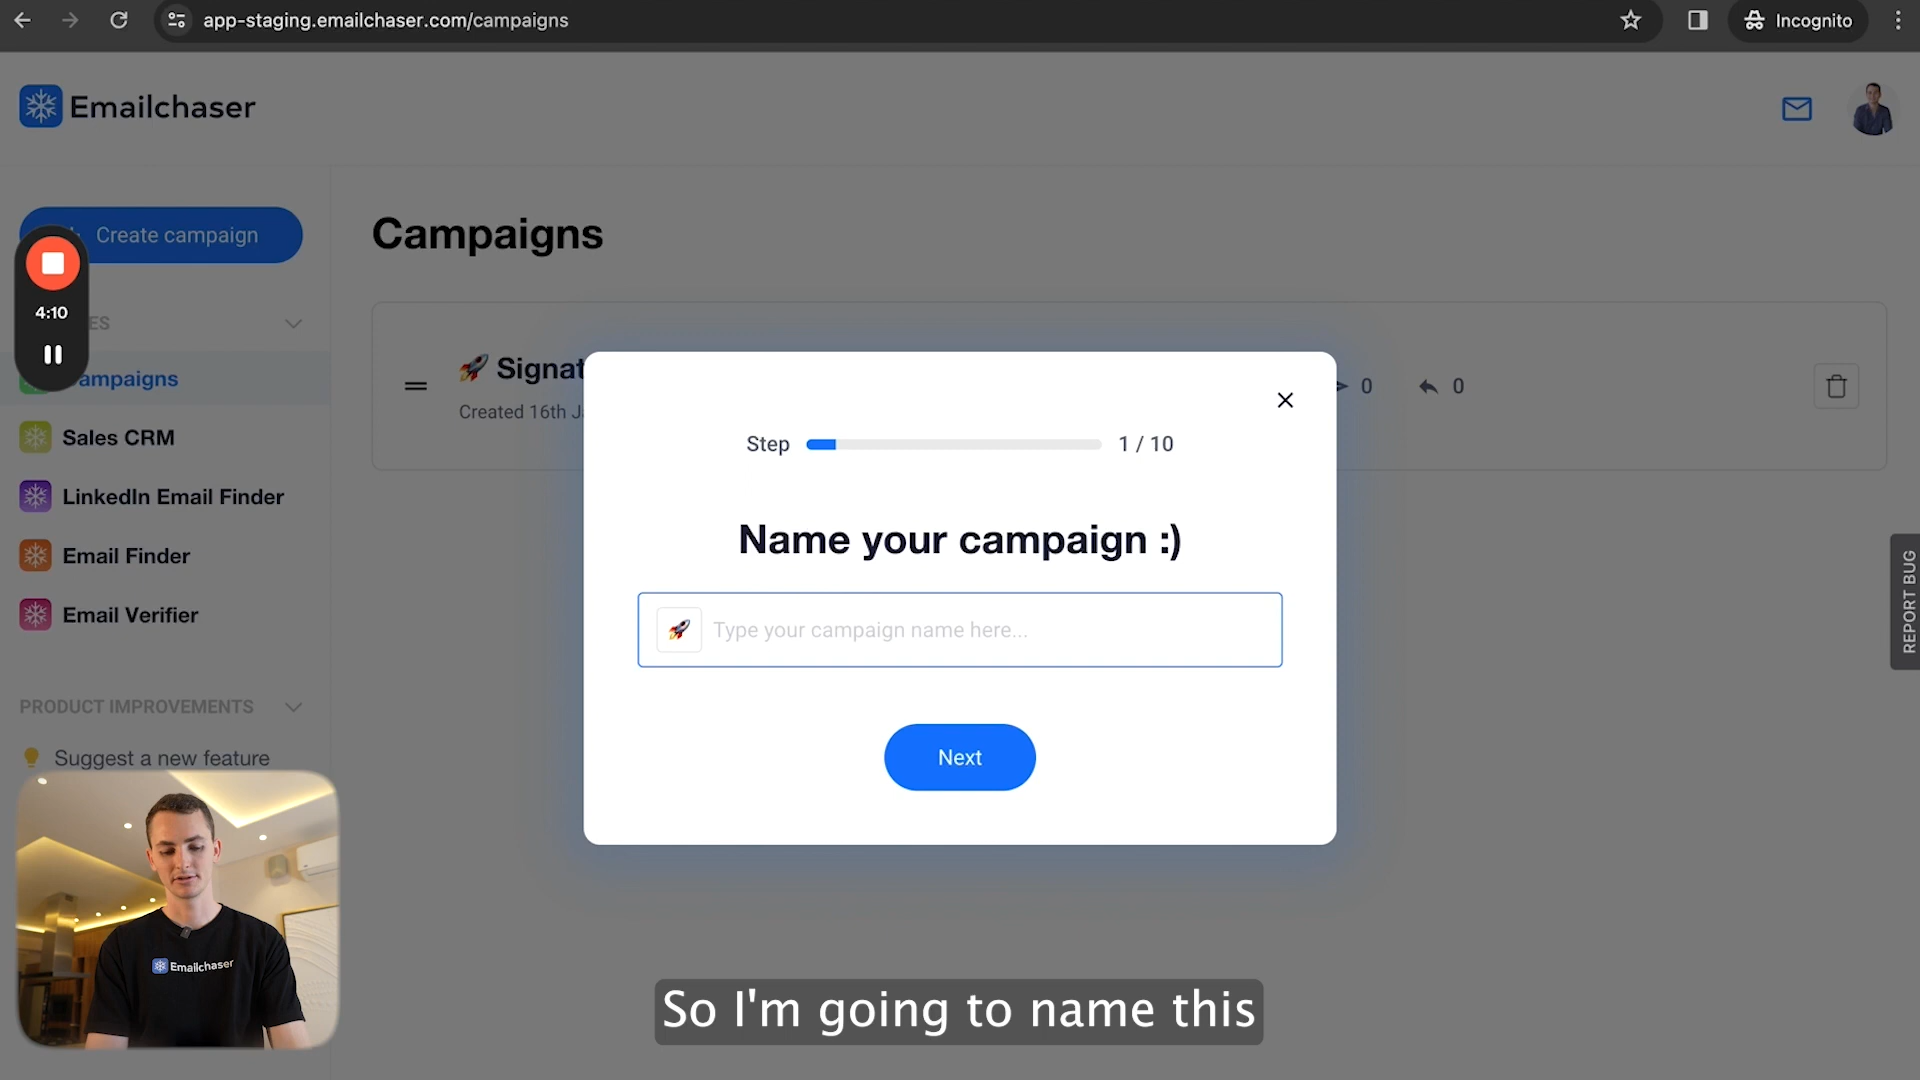 app-staging.emailchaser.com/campaigns
Incognito
Emailchaser
Create campaign
4:10
ES
ampaigns
Sales CRM
LinkedIn Email Finder
Email Finder
Email Verifier
PRODUCT IMPROVEMENTS
Suggest a new feature
Campaigns
Signat
Created 16th J
0
0
Step
1 / 10
Name your campaign :)
Type your campaign name here...
Next
REPORT BUG
Emailchaser
So I'm going to name this